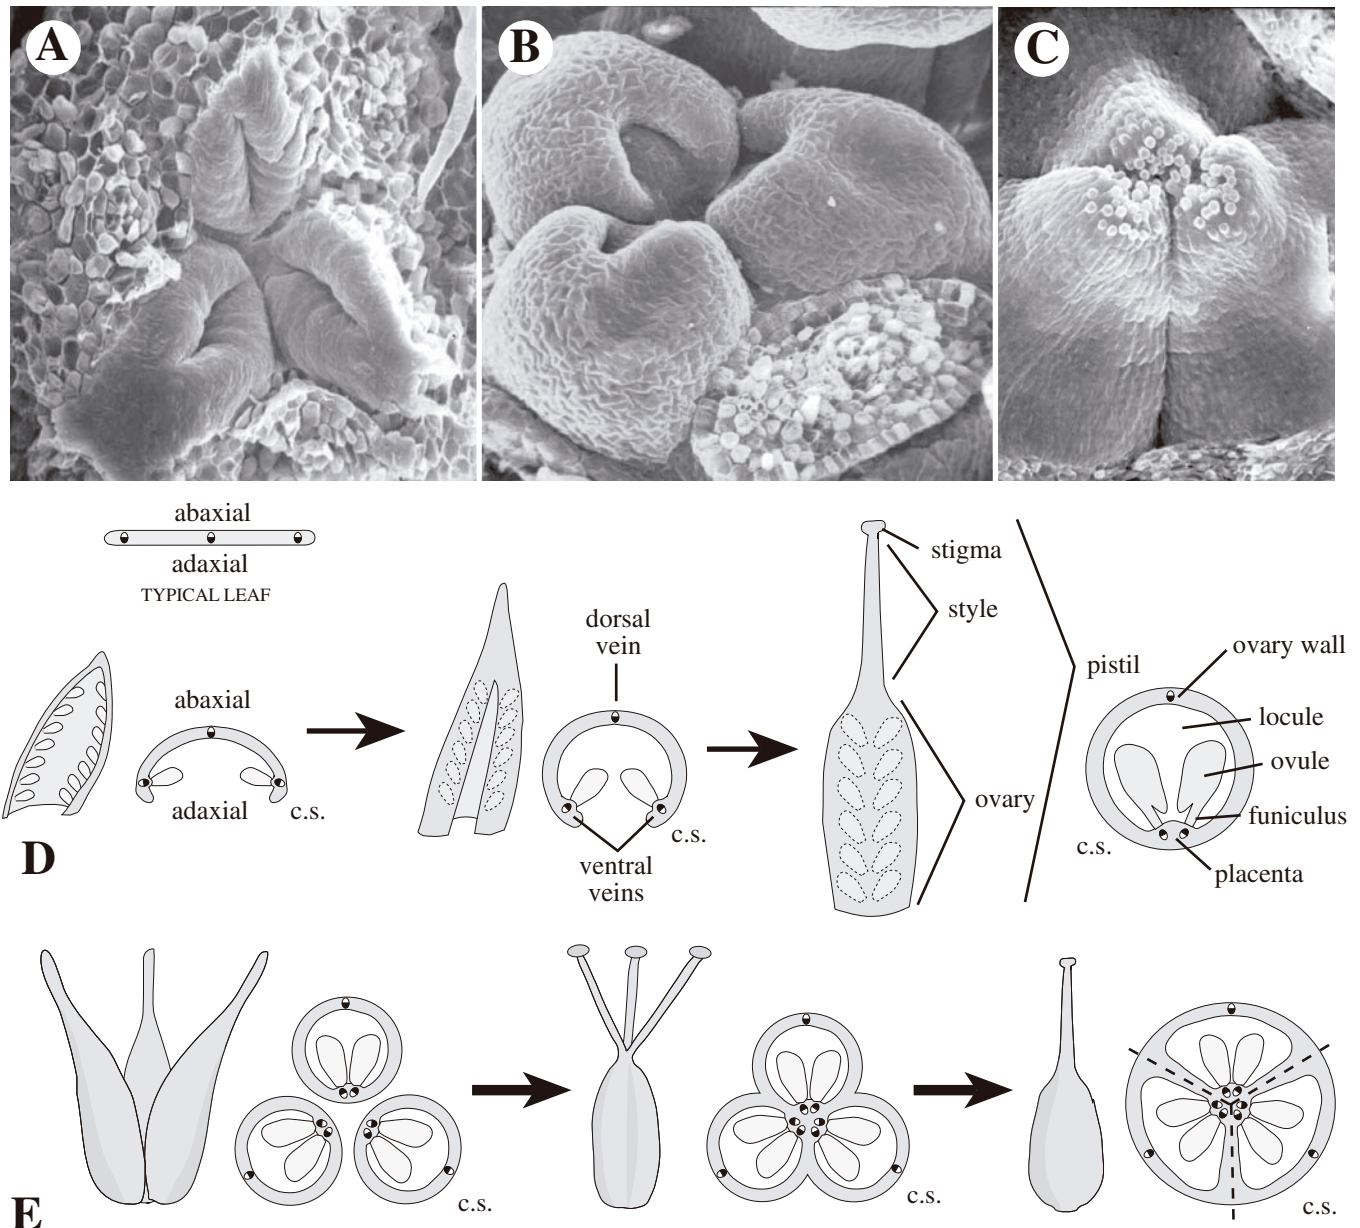 A
B
C
abaxial
adaxial
TYPICAL LEAF
abaxial
adaxial
c.s.
dorsal
vein
ventral
veins
c.s.
stigma
style
ovary
pistil
ovary wall
locule
ovule
funiculus
placenta
c.s.
D
c.s.
c.s.
c.s.
E